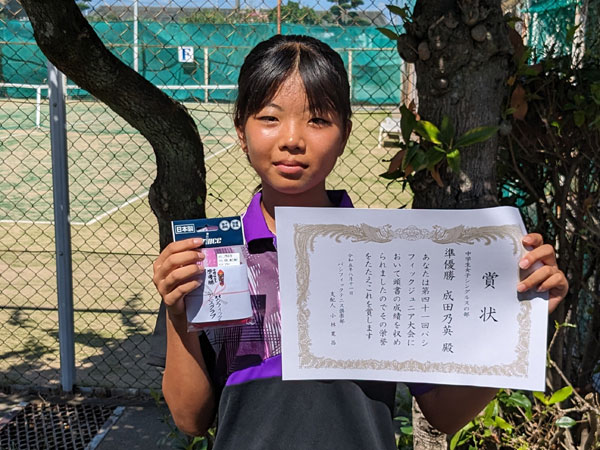 E
日本製
賞状
中学生女子シングルスの部
準優勝 成田乃英 殿
あなたは第四十一回パシ
フィックジュニア大会に
おいて頭書の成績を収め
られましたのでその栄誉
をたたえこれを賞します
パシフィックテニス倶楽部
支配人 小林